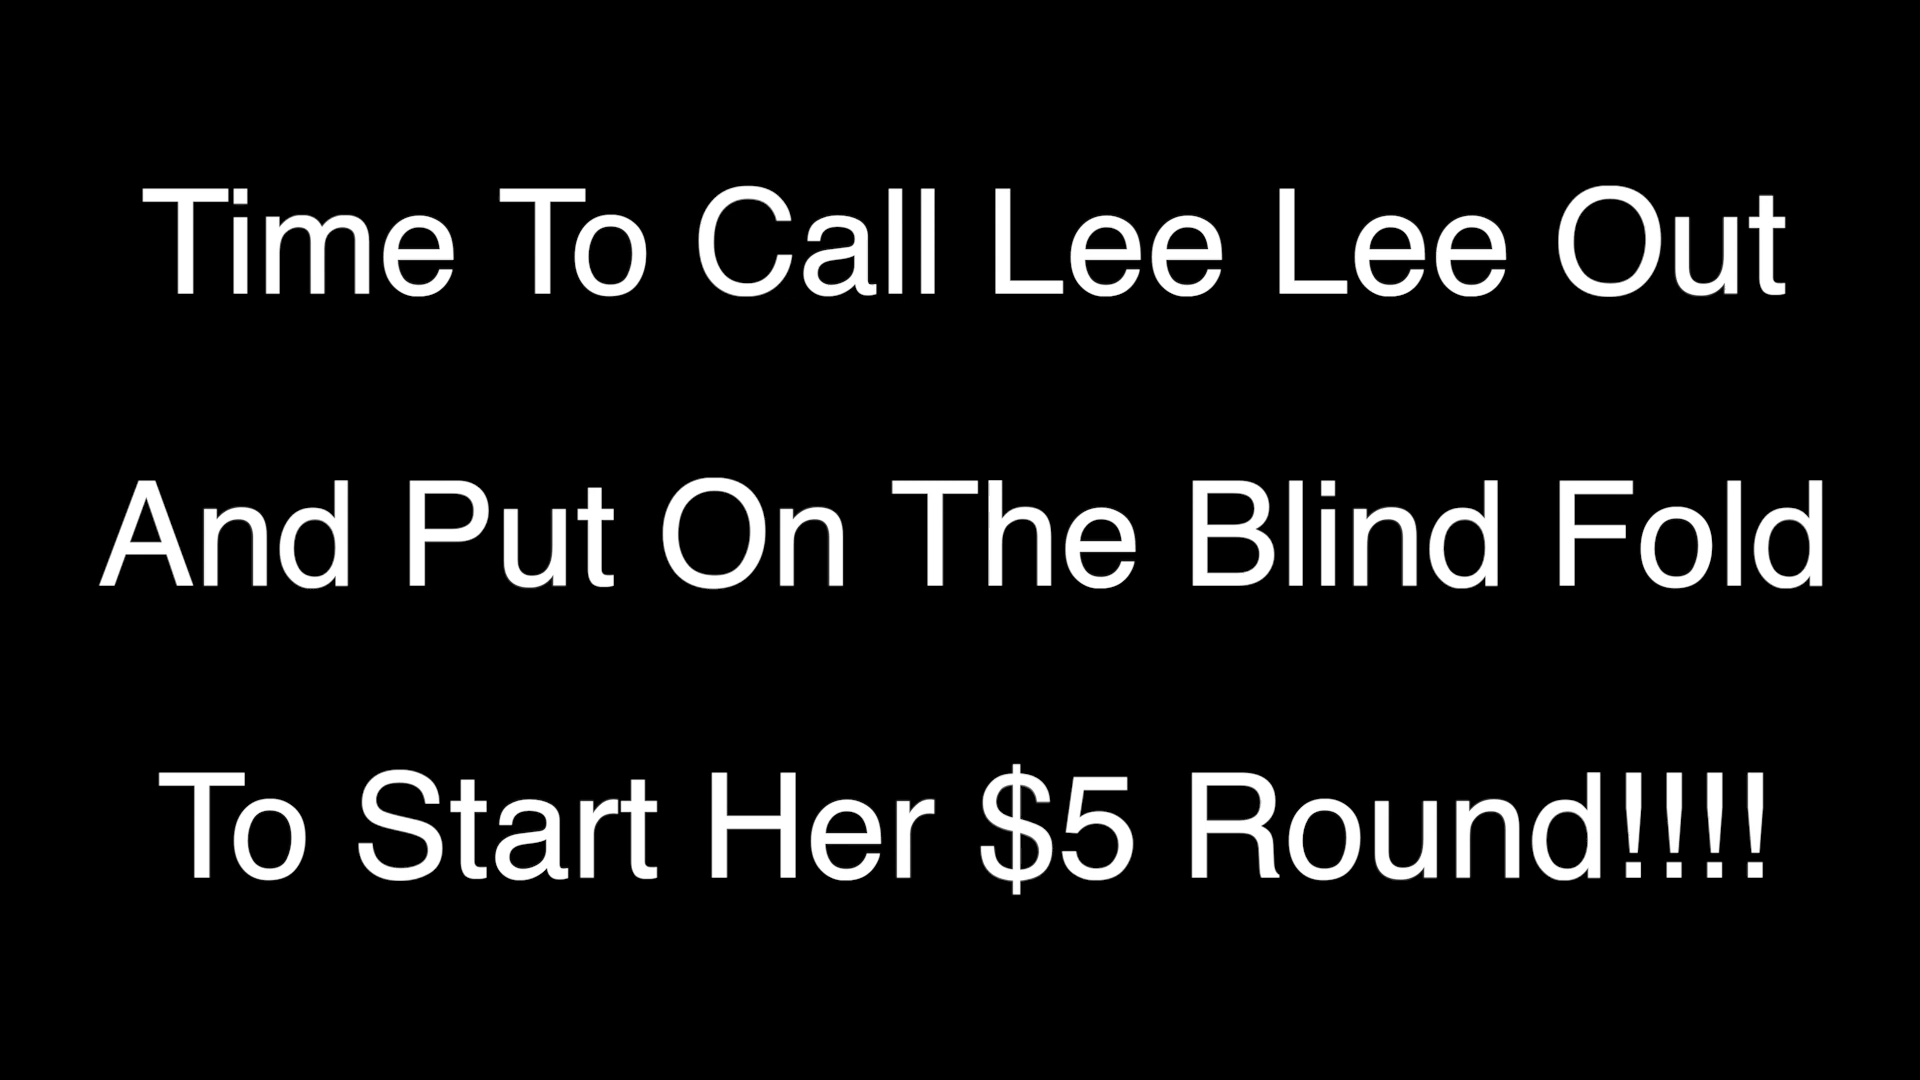 Time To Call Lee Lee Out
And Put On The Blind Fold
To Start Her $5 Round!!!!